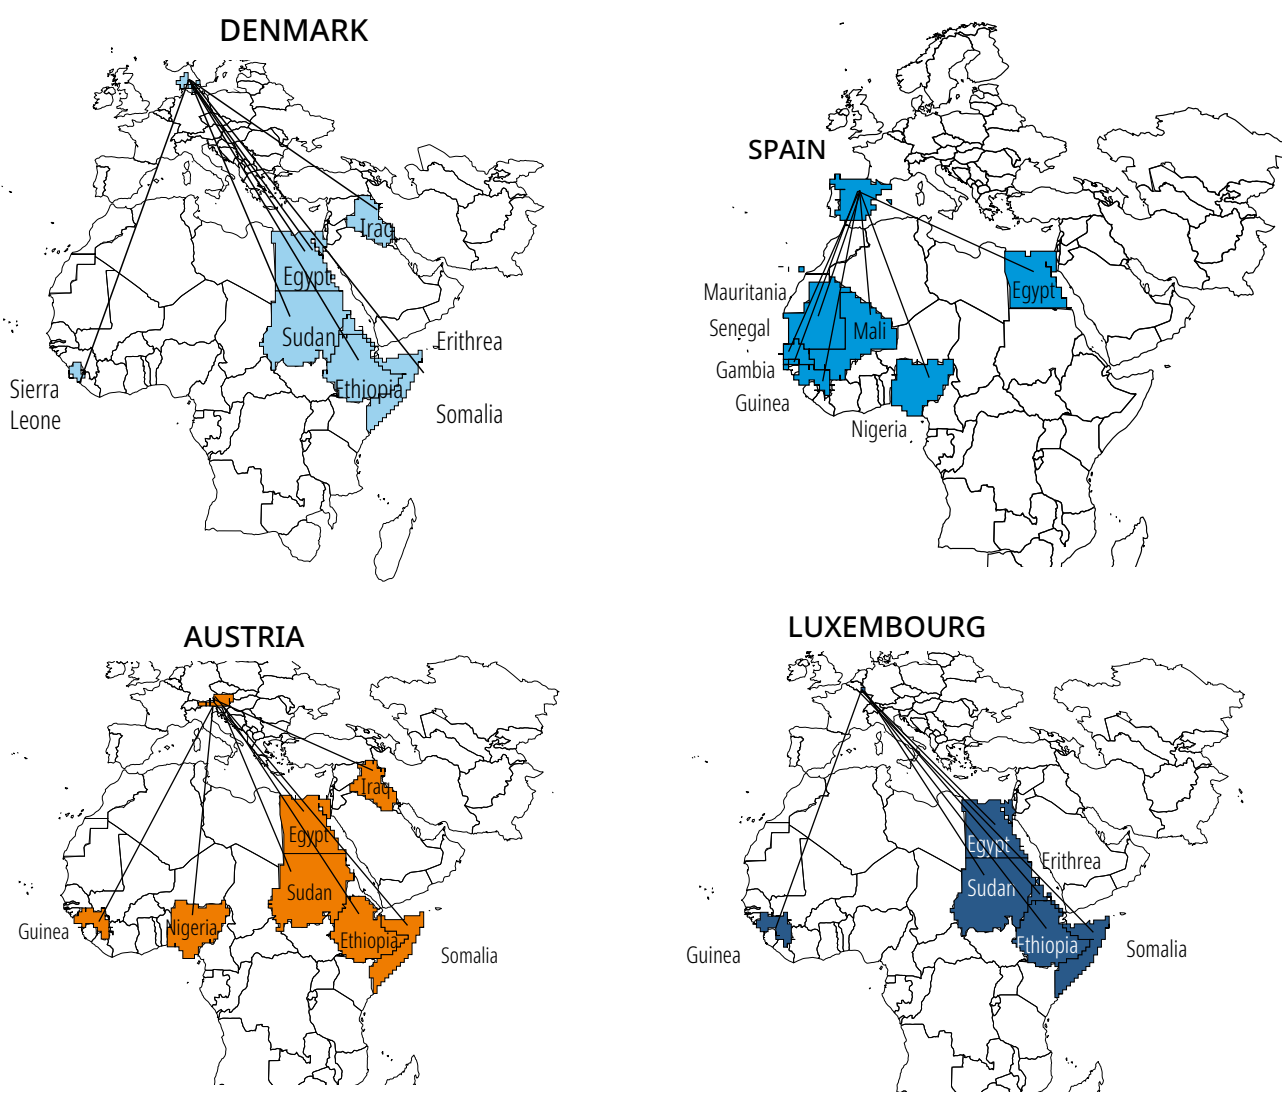 DENMARK
Iraq
Egypt
Sudan
Erithrea
Ethiopia
Sierra
Leone
Somalia
SPAIN
Mauritania
Egypt
Senegal
Mali
Gambia
Guinea
Nigeria
AUSTRIA
Iraq
Egypt
Sudan
Guinea
Nigeria
Ethiopia
Somalia
LUXEMBOURG
Egypt
Erithrea
Sudan
Guinea
Ethiopia
Somalia